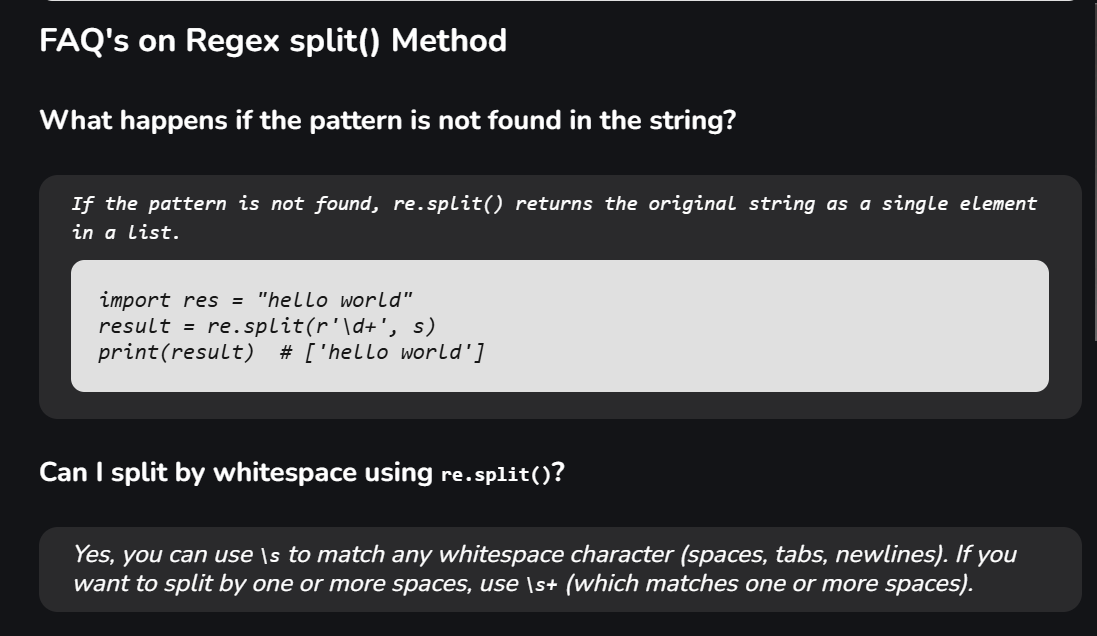 FAQ's on Regex split() Method
What happens if the pattern is not found in the string?
If the pattern is not found, re.split() returns the original string as a single element
in a list.
import res = "hello world"
result = re.split(r'\d+', s)
print(result)  # ['hello world']
Can I split by whitespace using re.split()?
Yes, you can use \s to match any whitespace character (spaces, tabs, newlines). If you
want to split by one or more spaces, use \s+ (which matches one or more spaces).